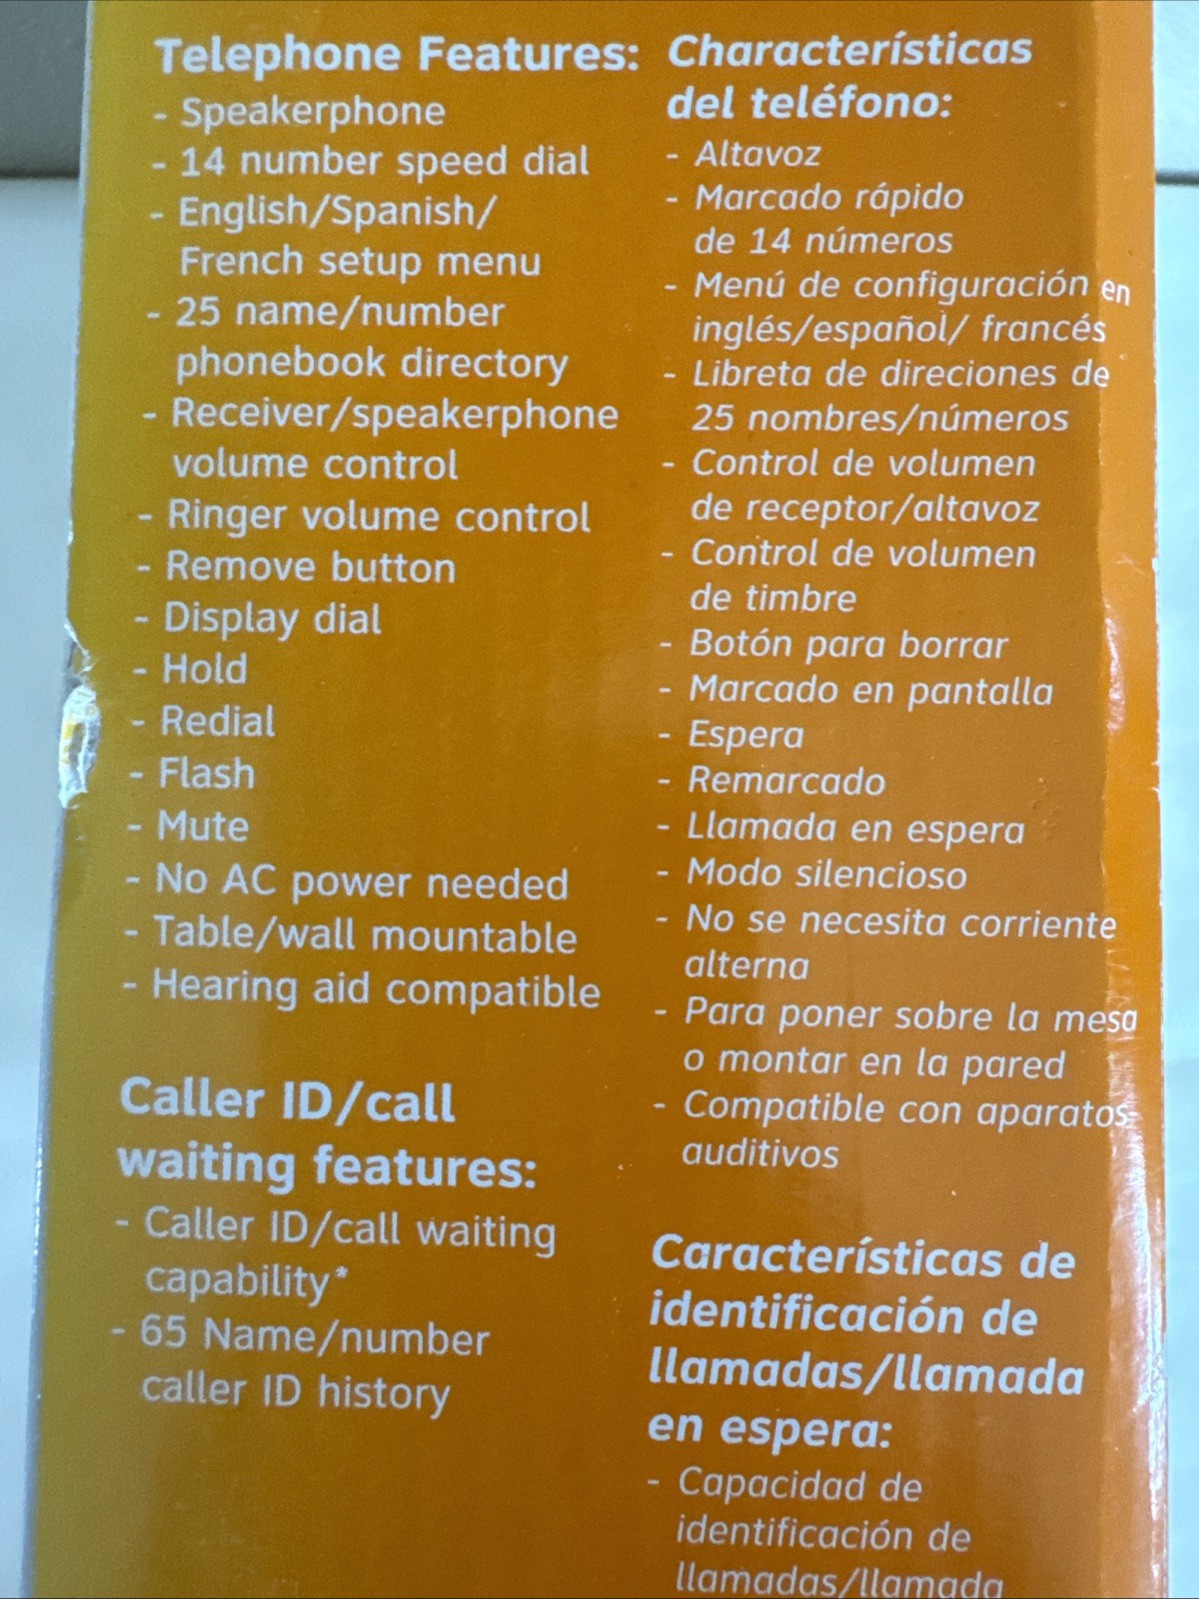 Telephone Features:
- Speakerphone
- 14 number speed dial
- English/Spanish/
French setup menu
- 25 name/number
phonebook directory
- Receiver/speakerphone
volume control
- Ringer volume control
- Remove button
- Display dial
- Hold
- Redial
- Flash
- Mute
- No AC power needed
- Table/wall mountable
- Hearing aid compatible
Caller ID/call
waiting features:
- Caller ID/call waiting
capability*
- 65 Name/number
caller ID history
Characterísticas
del teléfono:
- Altavoz
- Marcado rápido
de 14 números
- Menú de configuración en
inglés/español/ francés
- Libreta de direciones de
25 nombres/números
- Control de volumen
de receptor/altavoz
- Control de volumen
de timbre
- Botón para borrar
- Marcado en pantalla
- Espera
- Remarcado
- Llamada en espera
- Modo silencioso
- No se necesita corriente
alterna
- Para poner sobre la mesa
o montar en la pared
- Compatible con aparatos
auditivos
Características de
identificación de
llamadas/llamada
en espera:
- Capacidad de
identificación de
llamadas/llamada